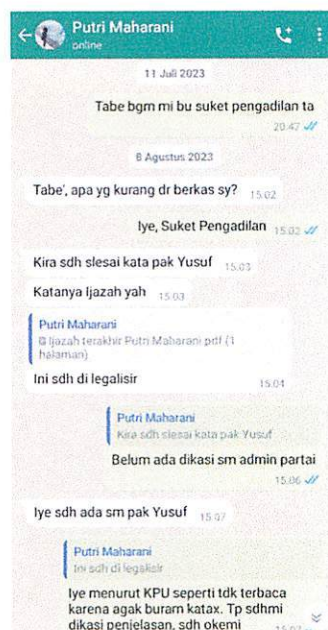 Putri Maharani
online
11 Juli 2023
Tabe bgm mi bu suket pengadilan ta
20.47
6 Agustus 2023
Tabe', apa yg kurang dr berkas sy? 15.02
Iye, Suket Pengadilan 15.02
Kira sdh slesai kata pak Yusuf 15.03
Katanya Ijazah yah 15.03
Putri Maharani
Ijazah terakhir Putri Maharani pdf (1
halaman)
Ini sdh di legalisir 15.04
Putri Maharani
Kira sdh slesai kata pak Yusuf
Belum ada dikasi sm admin partai
15.06
Iye sdh ada sm pak Yusuf 15.07
Putri Maharani
Ini sdh di legalisir
Iye menurut KPU seperti tdk terbaca
karena agak buram katax. Tp sdhmi
dikasi penjelasan, sdh okemi